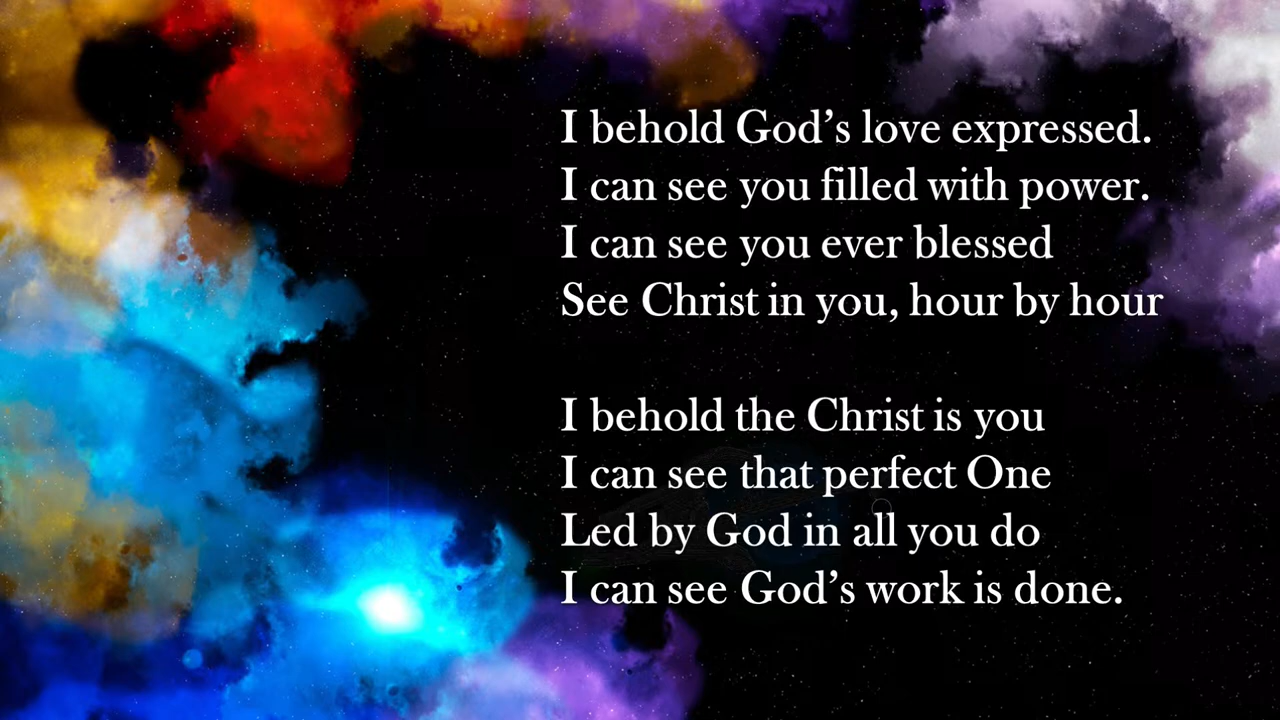 I behold God’s love expressed.
I can see you filled with power.
I can see you ever blessed
See Christ in you, hour by hour
I behold the Christ is you
I can see that perfect One
Led by God in all you do
I can see God’s work is done.